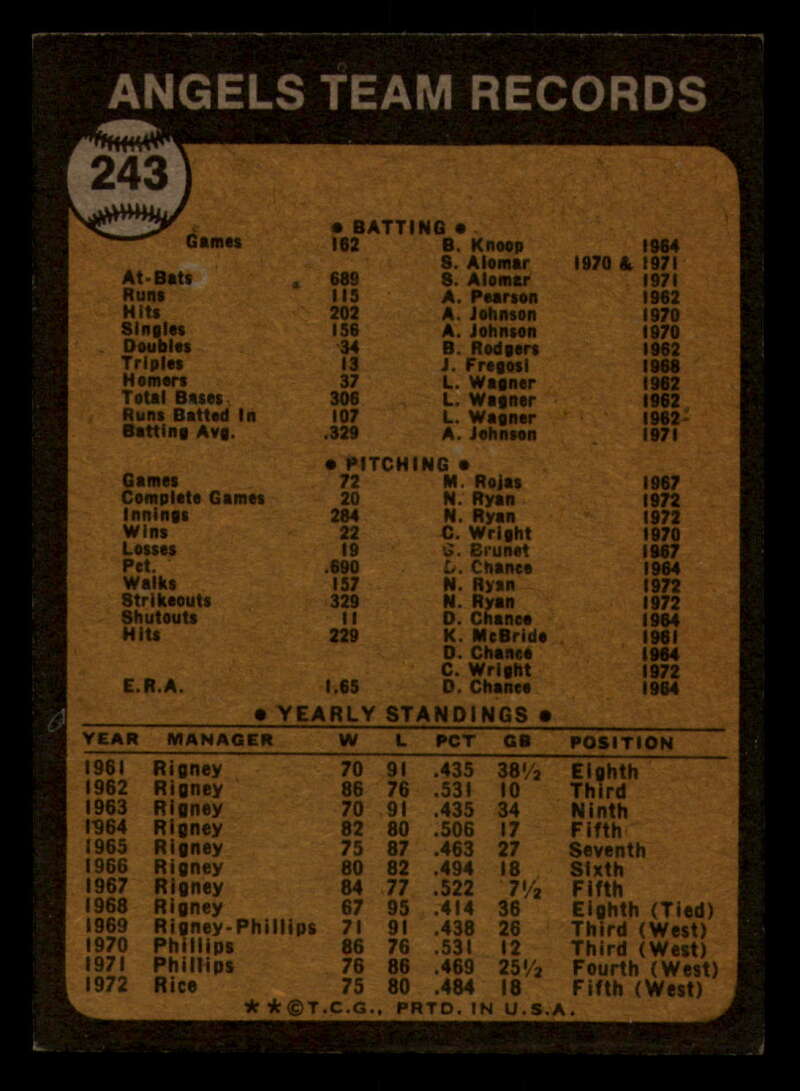 ANGELS TEAM RECORDS
243
● BATTING ●
Games 162 B. Knoop 1964
S. Alomar 1970 & 1971
At-Bats 689 S. Alomar 1971
Runs 115 A. Pearson 1962
Hits 202 A. Johnson 1970
Singles 156 A. Johnson 1970
Doubles 34 B. Rodgers 1962
Triples 13 J. Fregosi 1968
Homers 37 L. Wagner 1962
Total Bases 306 L. Wagner 1962
Runs Batted In 107 L. Wagner 1962
Batting Avg. .329 A. Johnson 1971
● PITCHING ●
Games 72 M. Rojas 1967
Complete Games 20 N. Ryan 1972
Innings 284 N. Ryan 1972
Wins 22 C. Wright 1970
Losses 19 G. Brunet 1967
Pct. .690 D. Chance 1964
Walks 157 N. Ryan 1972
Strikeouts 329 N. Ryan 1972
Shutouts 11 D. Chance 1964
Hits 229 K. McBride 1961
D. Chance 1964
C. Wright 1972
E.R.A. 1.65 D. Chance 1964
● YEARLY STANDINGS ●
YEAR MANAGER W L PCT GB POSITION
1961 Rigney 70 91 .435 38½ Eighth
1962 Rigney 86 76 .531 10 Third
1963 Rigney 70 91 .435 34 Ninth
1964 Rigney 82 80 .506 17 Fifth
1965 Rigney 75 87 .463 27 Seventh
1966 Rigney 80 82 .494 18 Sixth
1967 Rigney 84 77 .522 7½ Fifth
1968 Rigney 67 95 .414 36 Eighth (Tied)
1969 Rigney-Phillips 71 91 .438 26 Third (West)
1970 Phillips 86 76 .531 12 Third (West)
1971 Phillips 76 86 .469 25½ Fourth (West)
1972 Rice 75 80 .484 18 Fifth (West)
★ ★ © T.C.G., PRTD. IN U.S.A.